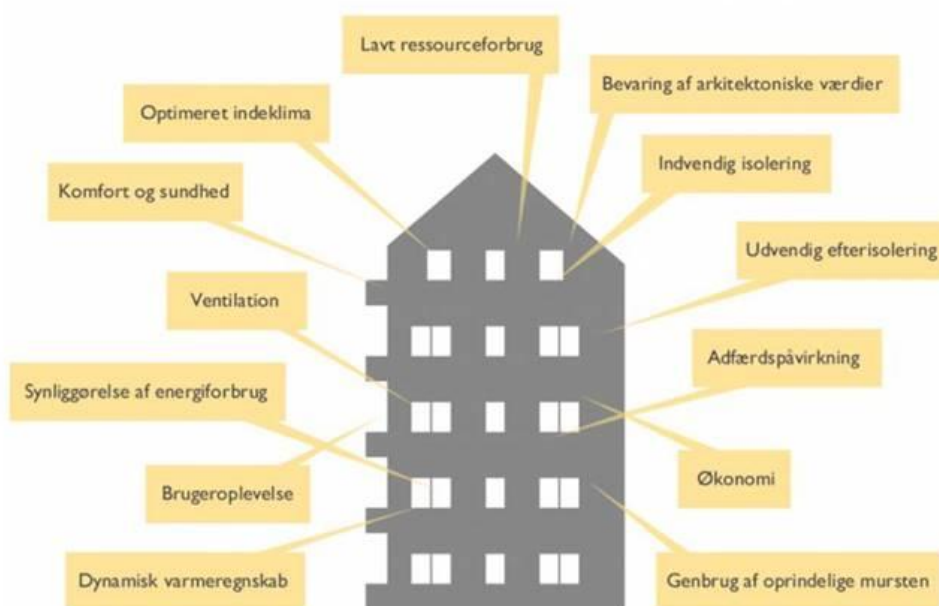 Lavt ressourceforbrug
Bevaring af arkitektoniske værdier
Optimeret indeklima
Indvendig isolering
Komfort og sundhed
Udvendig efterisolering
Ventilation
Adfærdspåvirkning
Synliggørelse af energiforbrug
Økonomi
Brugeroplevelse
Dynamisk varmeregnskab
Genbrug af oprindelige mursten